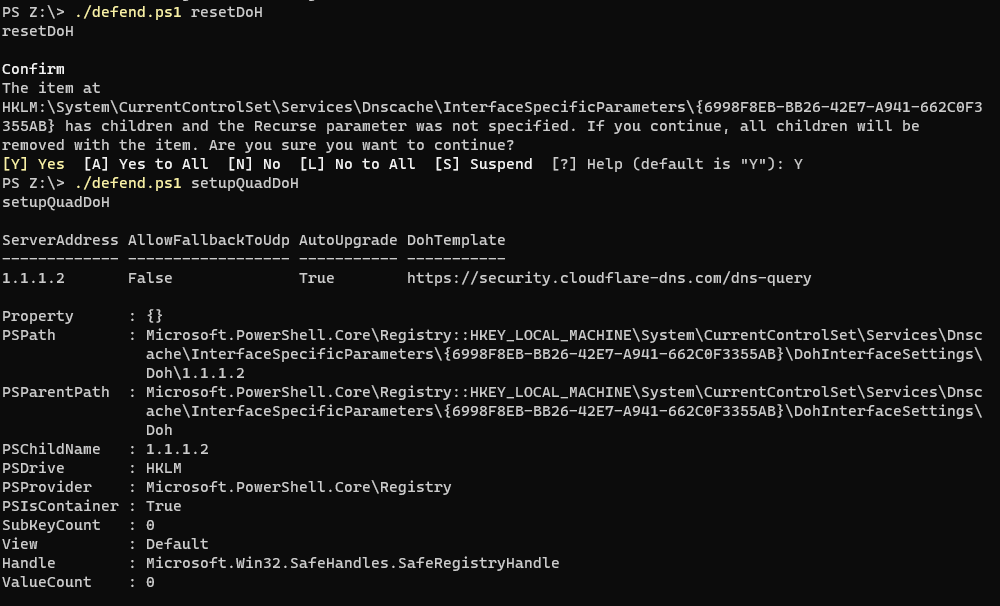 PS Z:\> ./defend.ps1 resetDoH
resetDoH
Confirm
The item at
HKLM:\System\CurrentControlSet\Services\Dnscache\InterfaceSpecificParameters\{6998F8EB-BB26-42E7-A941-662C0F3
355AB} has children and the Recurse parameter was not specified. If you continue, all children will be
removed with the item. Are you sure you want to continue?
[Y] Yes  [A] Yes to All  [N] No  [L] No to All  [S] Suspend  [?] Help (default is "Y"): Y
PS Z:\> ./defend.ps1 setupQuadDoH
setupQuadDoH
ServerAddress AllowFallbackToUdp AutoUpgrade DohTemplate
------------- ------------------ ----------- -----------
1.1.1.2       False              True        https://security.cloudflare-dns.com/dns-query
Property      : {}
PSPath        : Microsoft.PowerShell.Core\Registry::HKEY_LOCAL_MACHINE\System\CurrentControlSet\Services\Dnsc
                ache\InterfaceSpecificParameters\{6998F8EB-BB26-42E7-A941-662C0F3355AB}\DohInterfaceSettings\
                Doh\1.1.1.2
PSParentPath  : Microsoft.PowerShell.Core\Registry::HKEY_LOCAL_MACHINE\System\CurrentControlSet\Services\Dnsc
                ache\InterfaceSpecificParameters\{6998F8EB-BB26-42E7-A941-662C0F3355AB}\DohInterfaceSettings\
                Doh
PSChildName   : 1.1.1.2
PSDrive       : HKLM
PSProvider    : Microsoft.PowerShell.Core\Registry
PSIsContainer : True
SubKeyCount   : 0
View          : Default
Handle        : Microsoft.Win32.SafeHandles.SafeRegistryHandle
ValueCount    : 0